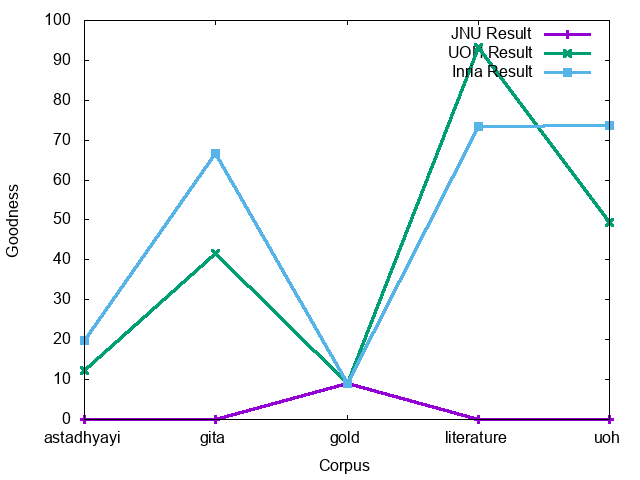 100
90
80
70
60
50
40
30
20
10
0
Goodness
JNU Result
UOH Result
Inria Result
astadhyayi gita gold literature uoh
Corpus